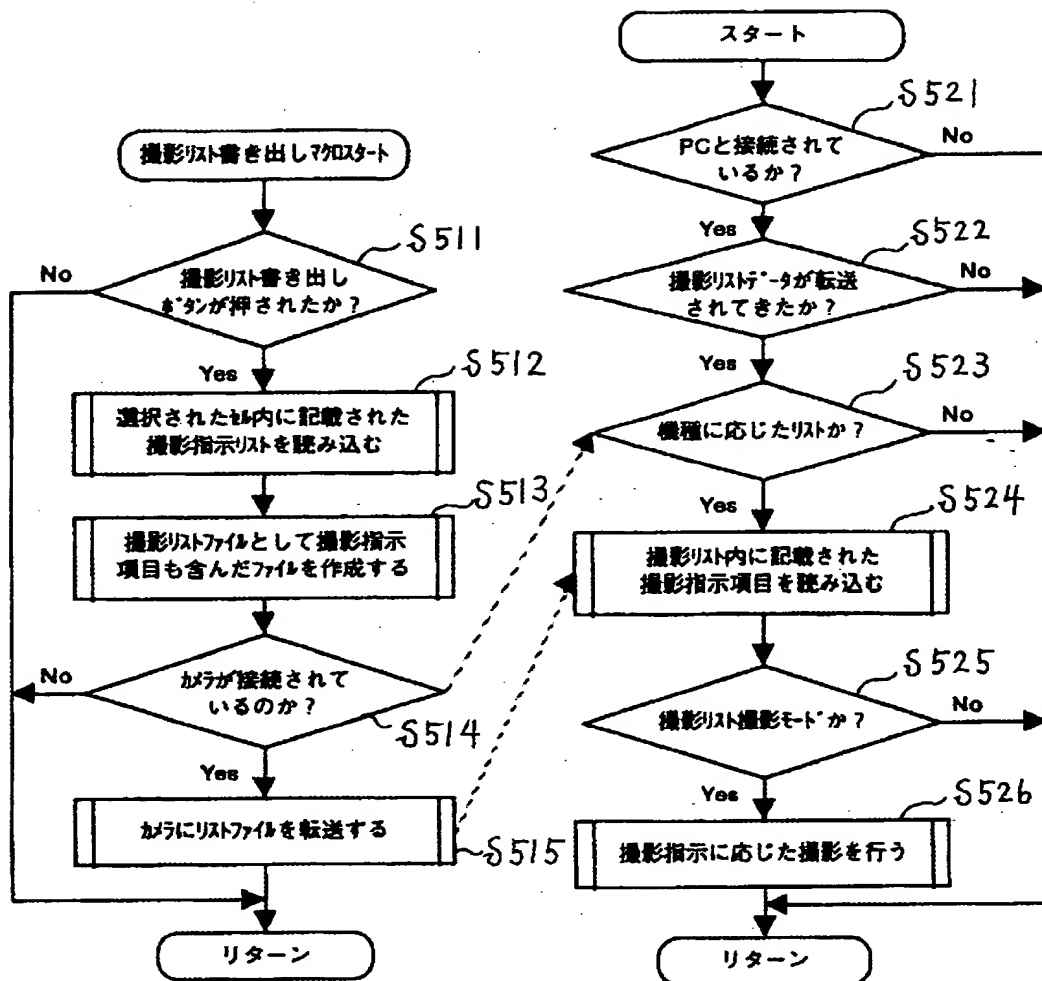 撮影リスト書き出しマクロスタート
S511
撮影リスト書き出し
ボタンが押されたか？
No
Yes
S512
選択されたセル内に記載された
撮影指示リストを読み込む
S513
撮影リストファイルとして撮影指示
項目も含んだファイルを作成する
カメラが接続されて
いるのか？
No
S514
Yes
カメラにリストファイルを転送する
S515
リターン
スタート
S521
PCと接続されて
いるか？
No
Yes
S522
撮影リストデータが転送
されてきたか？
No
Yes
S523
機種に応じたリストか？
No
Yes
S524
撮影リスト内に記載された
撮影指示項目を読み込む
S525
撮影リスト撮影モードか？
No
Yes
S526
撮影指示に応じた撮影を行う
リターン